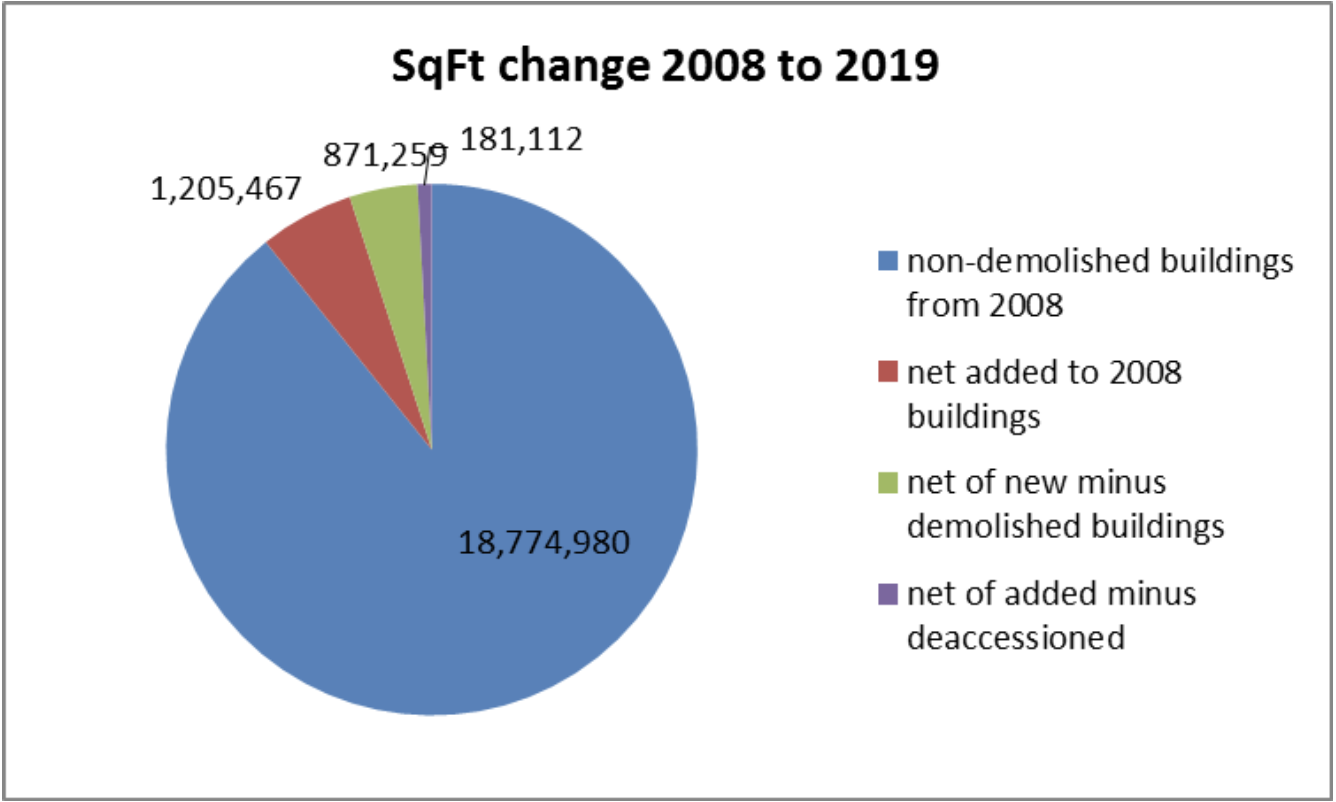 SqFt change 2008 to 2019
181,112
871,259
1,205,467
18,774,980
non-demolished buildings
from 2008
net added to 2008
buildings
net of new minus
demolished buildings
net of added minus
deaccessioned